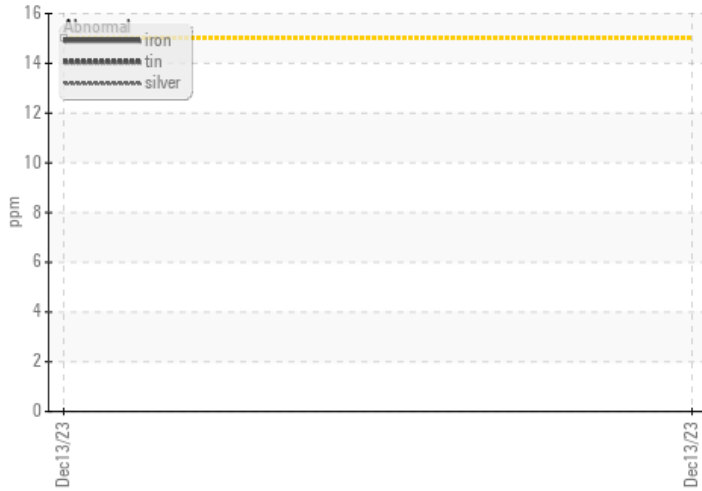 16
Abnormal
iron
14
tin
silver
12
10
ppm
8
6
4
2
0
Dec13/23
Dec13/23